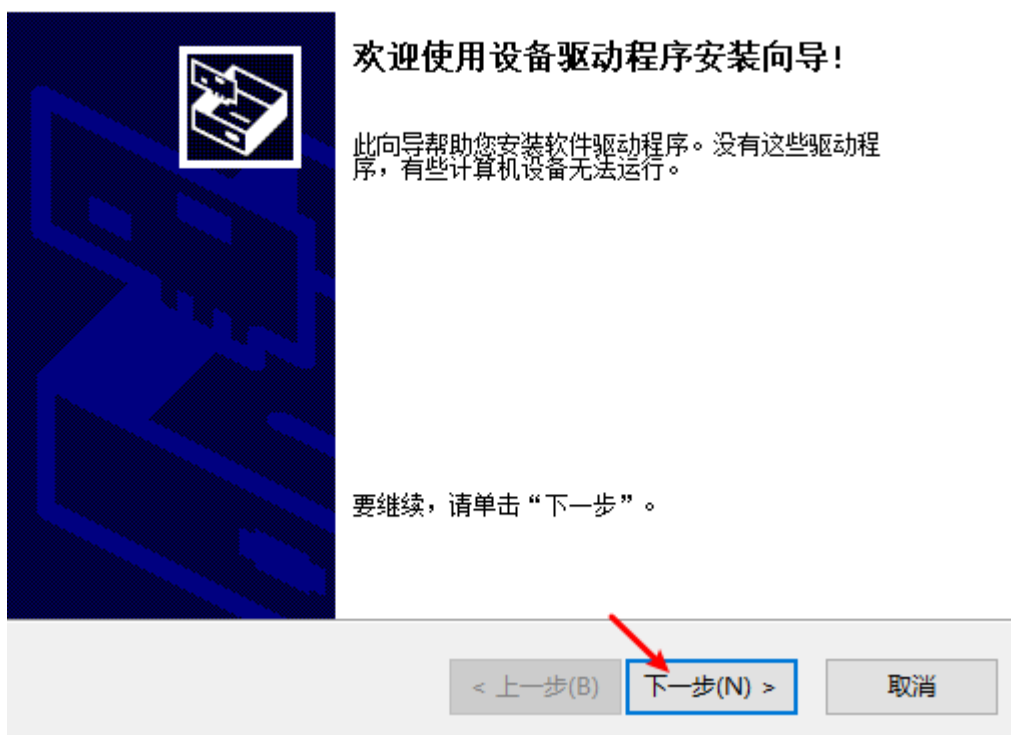 欢迎使用设备驱动程序安装向导!
此向导帮助您安装软件驱动程序。没有这些驱动程
序，有些计算机设备无法运行。
要继续，请单击“下一步”。
< 上一步(B)
下一步(N) >
取消